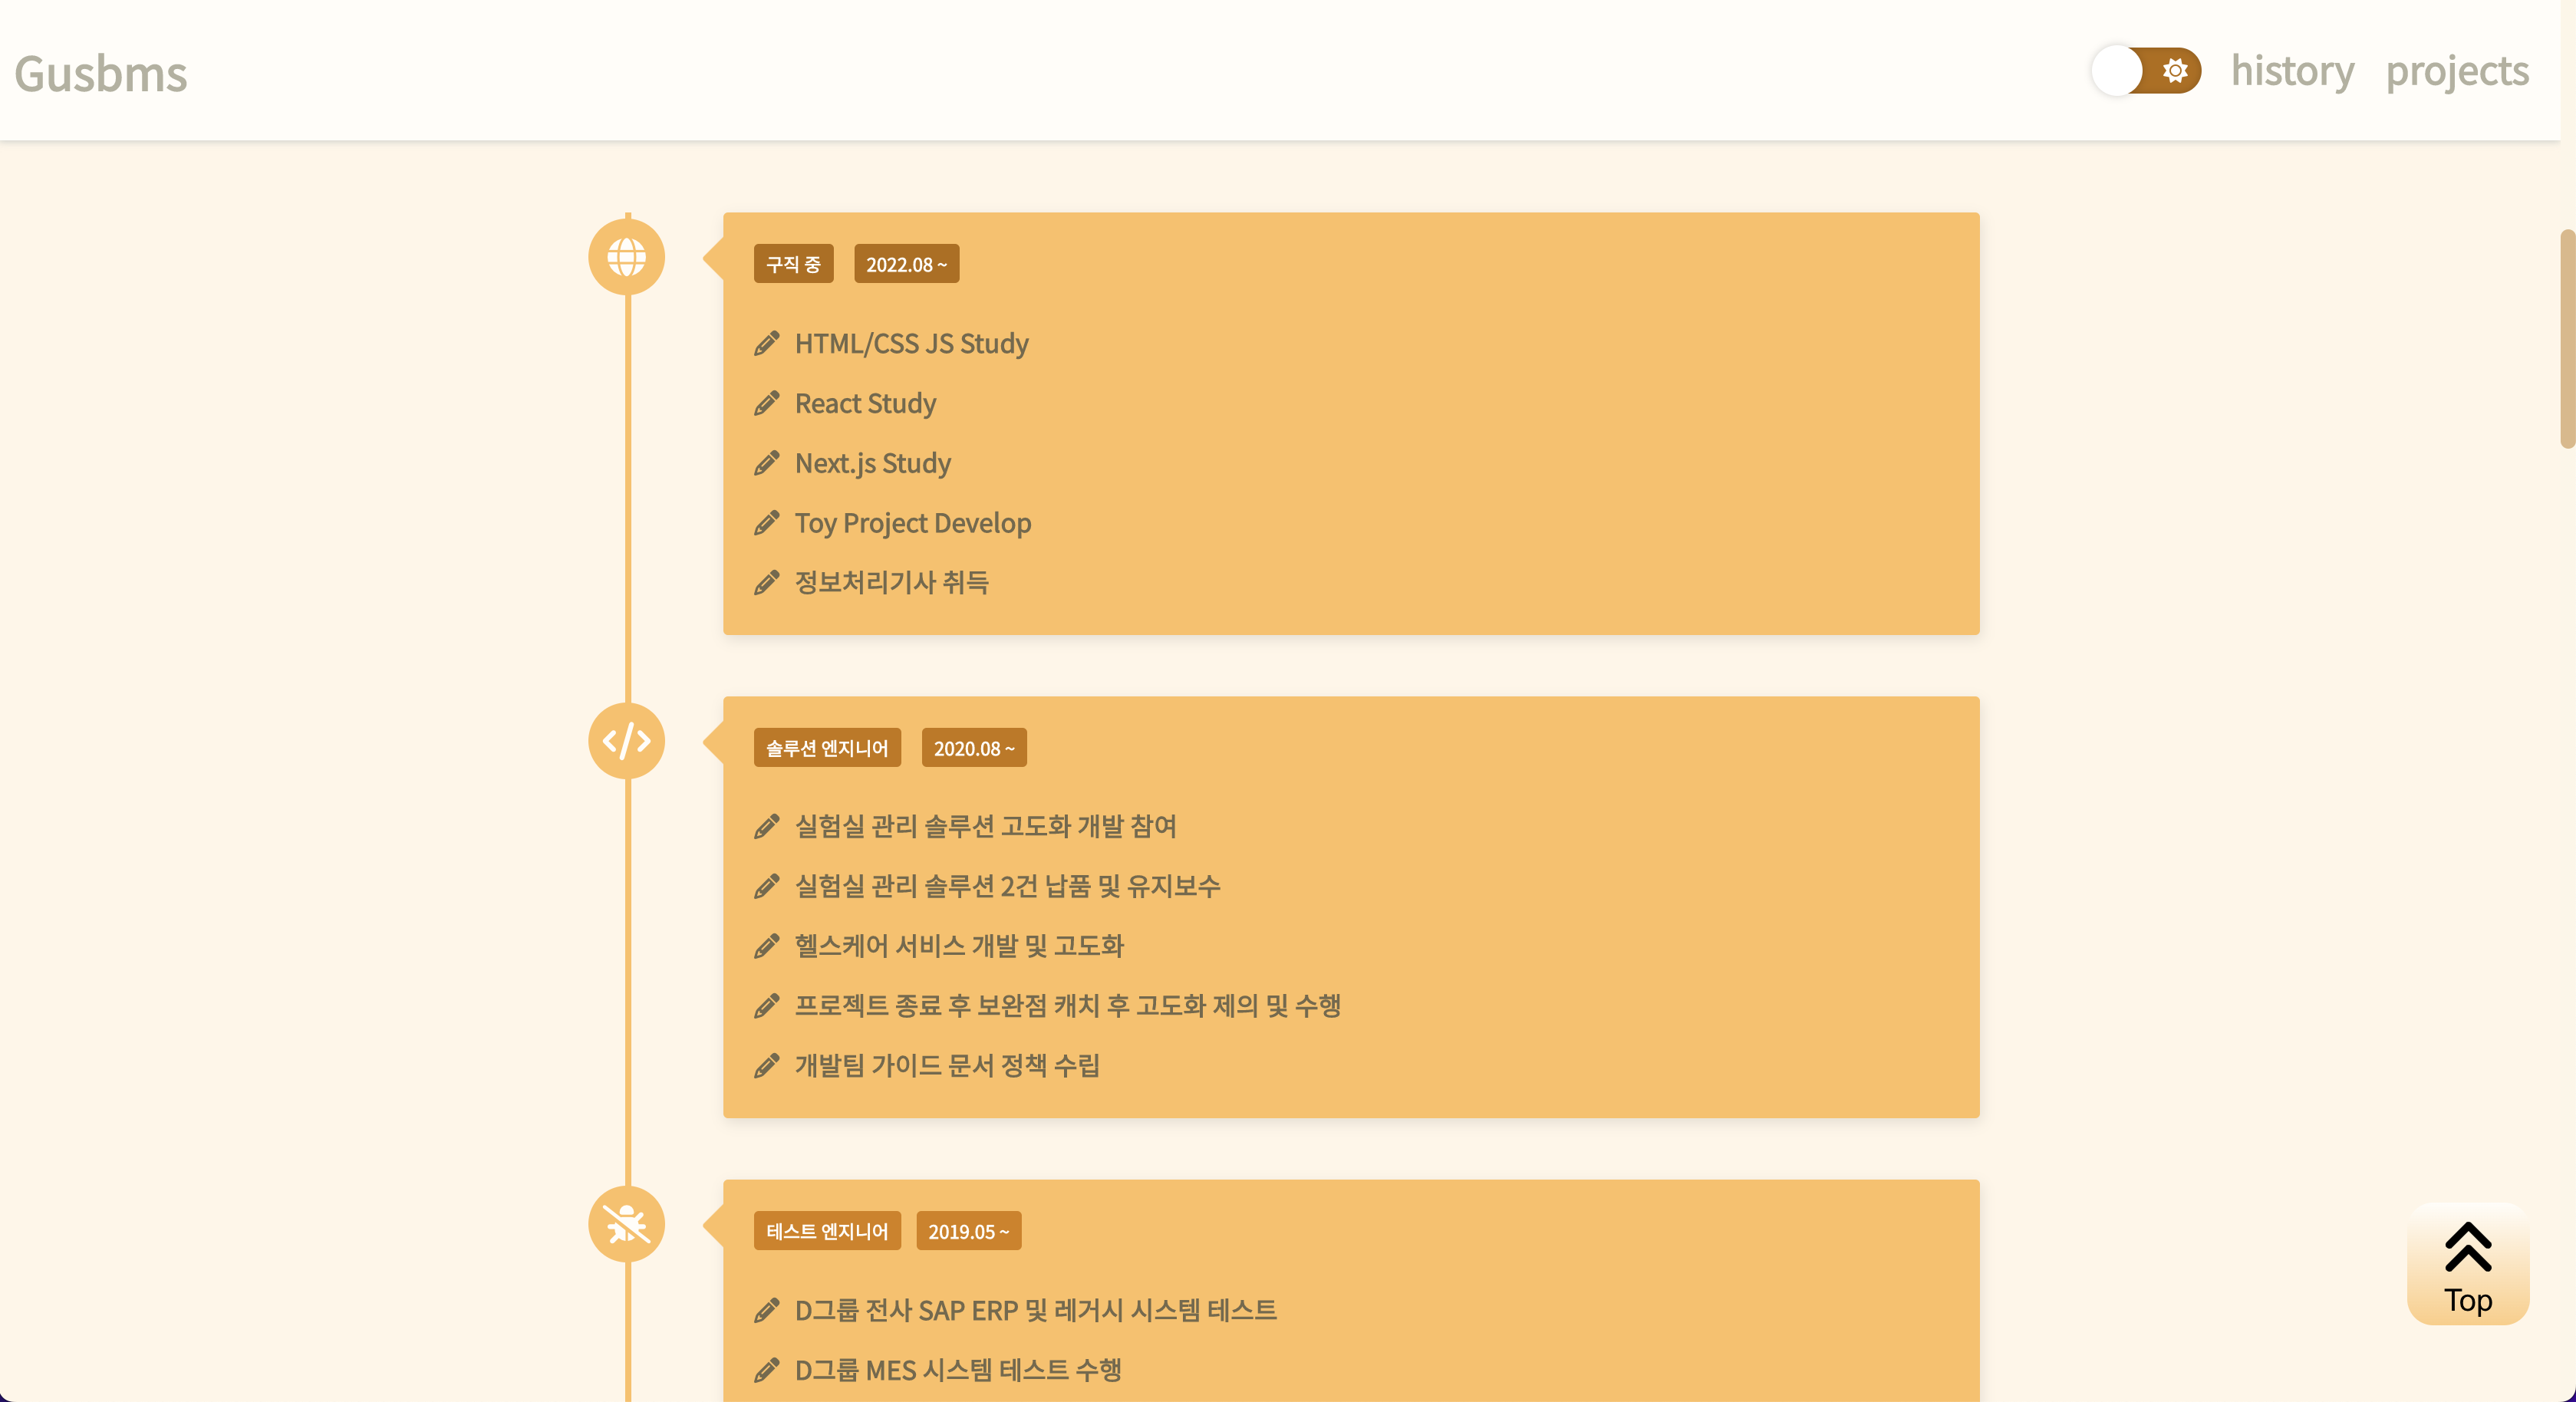 Gusbms
history projects
구직 중 2022.08 ~
HTML/CSS JS Study
React Study
Next.js Study
Toy Project Develop
정보처리기사 취득
솔루션 엔지니어 2020.08 ~
실험실 관리 솔루션 고도화 개발 참여
실험실 관리 솔루션 2건 납품 및 유지보수
헬스케어 서비스 개발 및 고도화
프로젝트 종료 후 보완점 캐치 후 고도화 제의 및 수행
개발팀 가이드 문서 정책 수립
테스트 엔지니어 2019.05 ~
D그룹 전사 SAP ERP 및 레거시 시스템 테스트
D그룹 MES 시스템 테스트 수행
Top